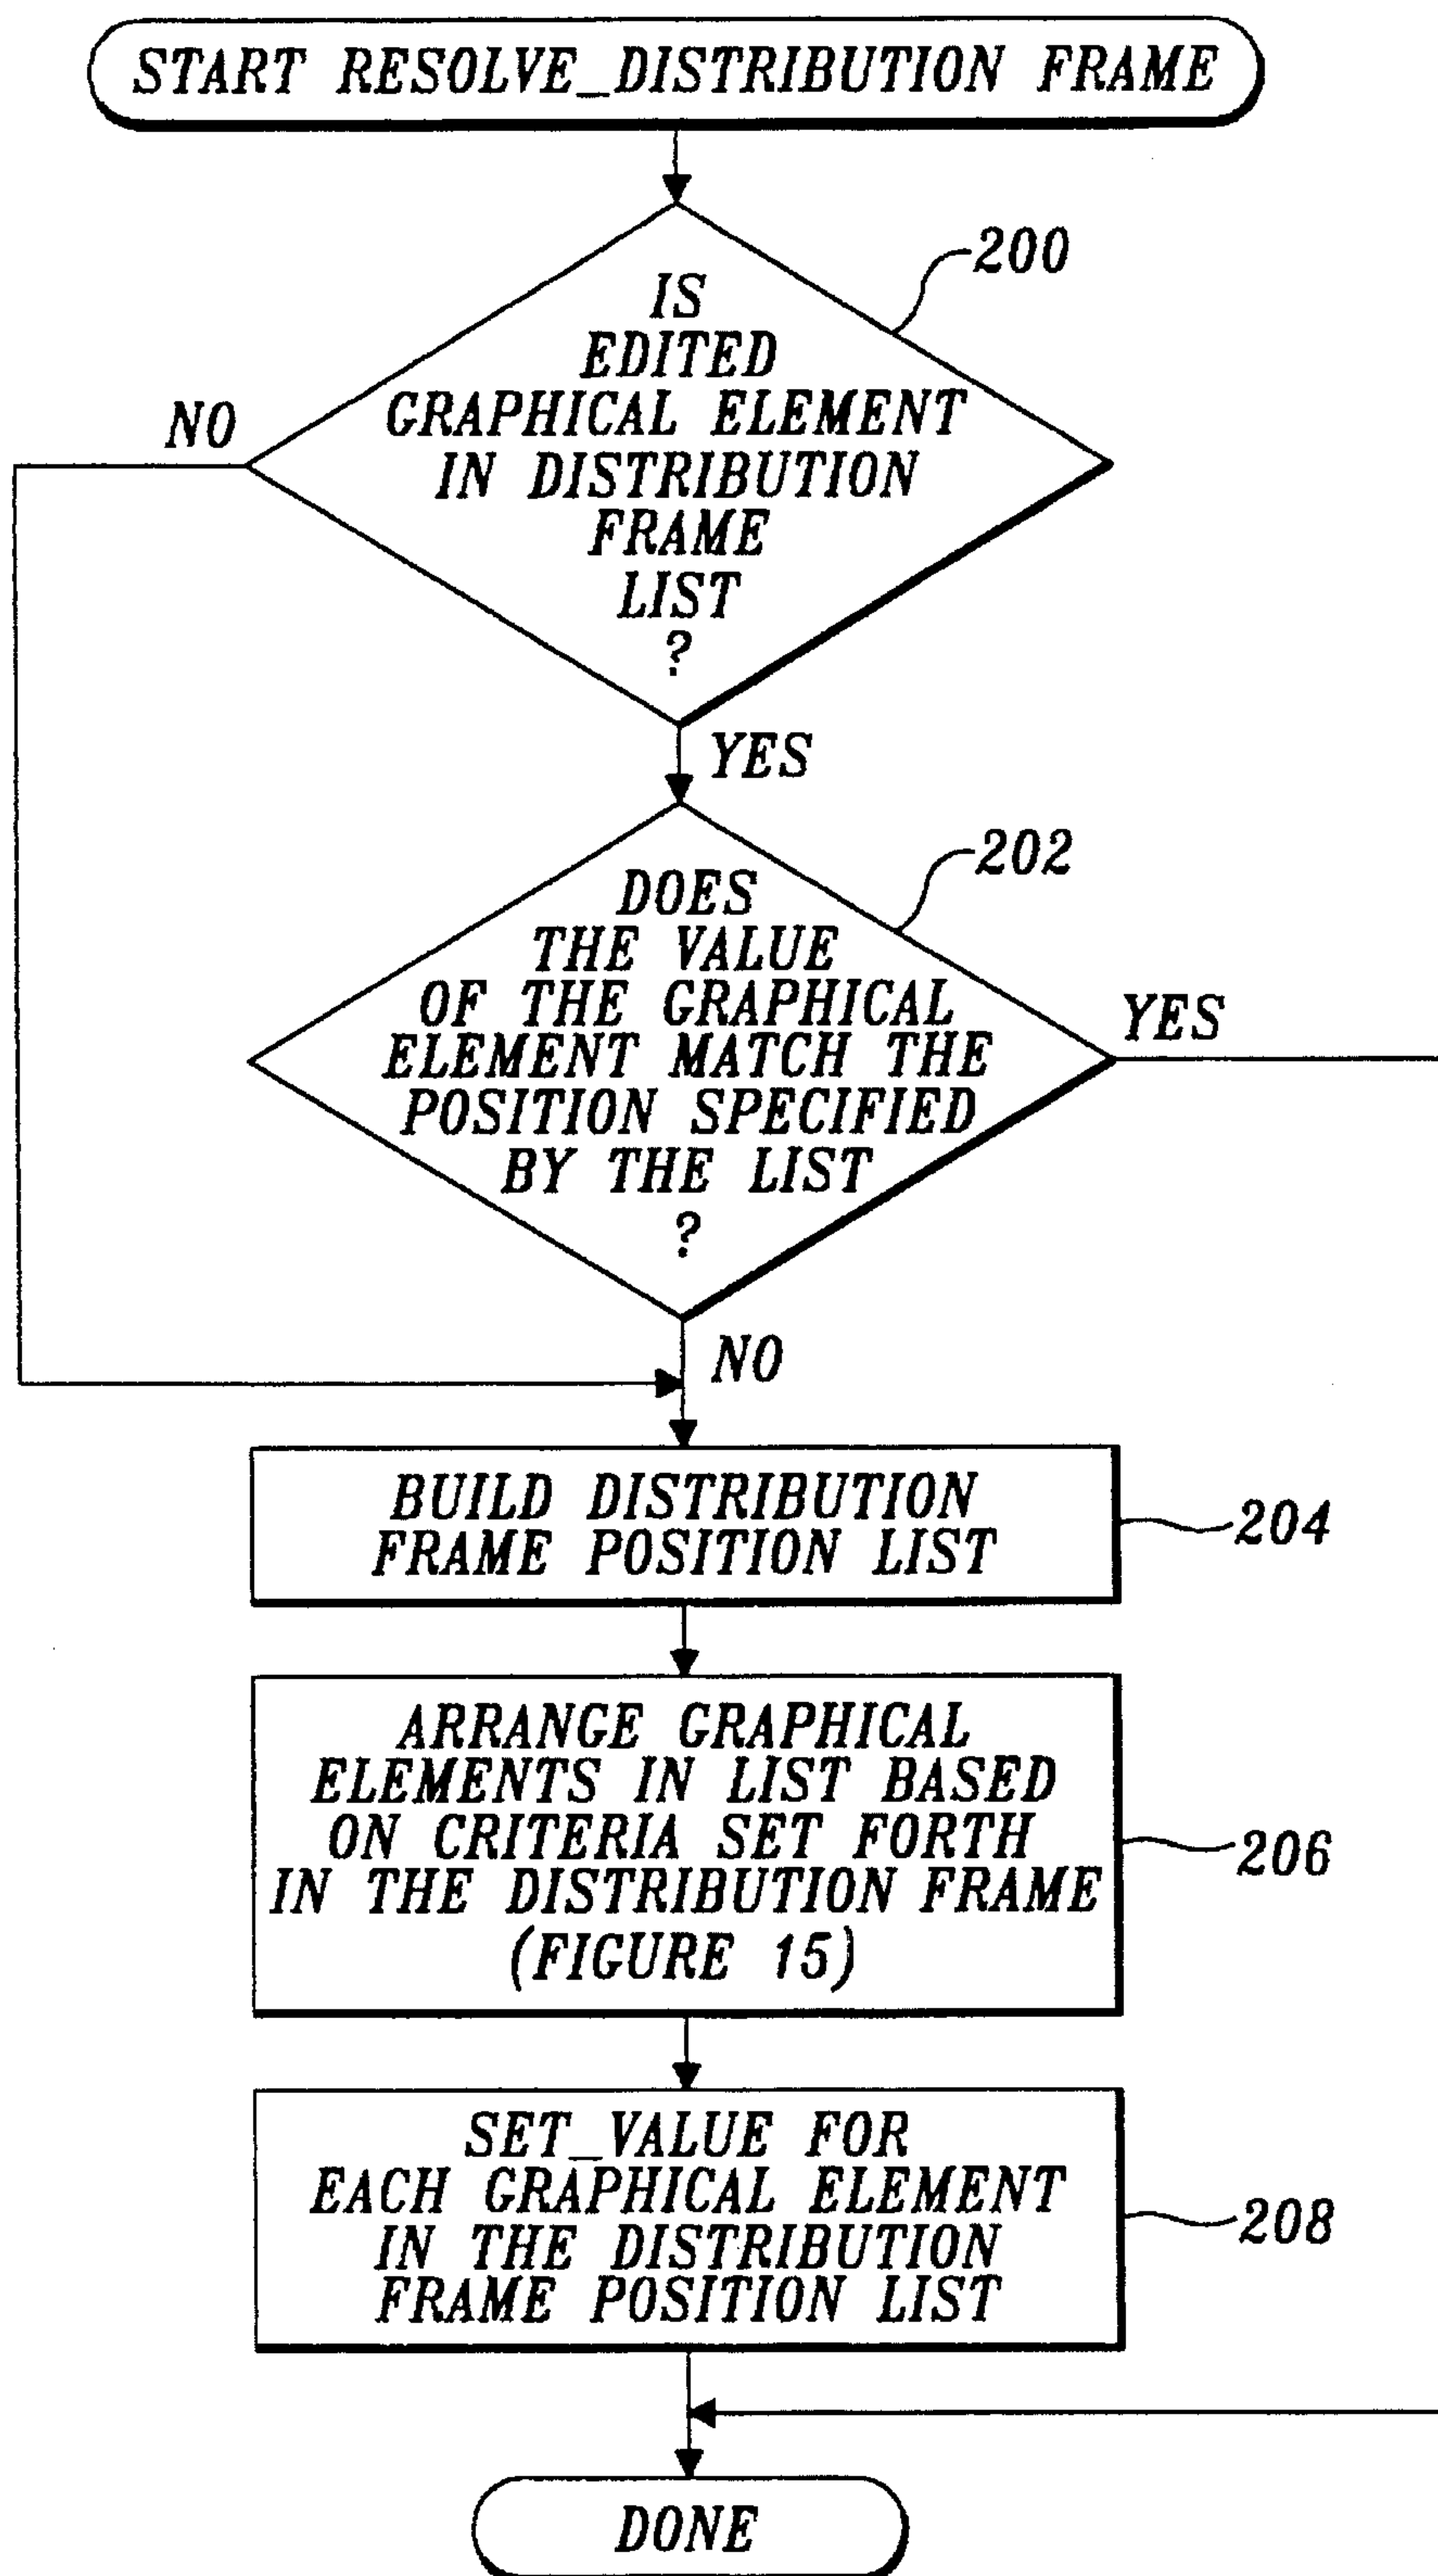 START RESOLVE_DISTRIBUTION FRAME
200
IS
EDITED
GRAPHICAL ELEMENT
IN DISTRIBUTION
FRAME
LIST
?
NO
YES
202
DOES
THE VALUE
OF THE GRAPHICAL
ELEMENT MATCH THE
POSITION SPECIFIED
BY THE LIST
?
YES
NO
BUILD DISTRIBUTION
FRAME POSITION LIST
204
ARRANGE GRAPHICAL
ELEMENTS IN LIST BASED
ON CRITERIA SET FORTH
IN THE DISTRIBUTION FRAME
(FIGURE 15)
206
SET_VALUE FOR
EACH GRAPHICAL ELEMENT
IN THE DISTRIBUTION
FRAME POSITION LIST
208
DONE